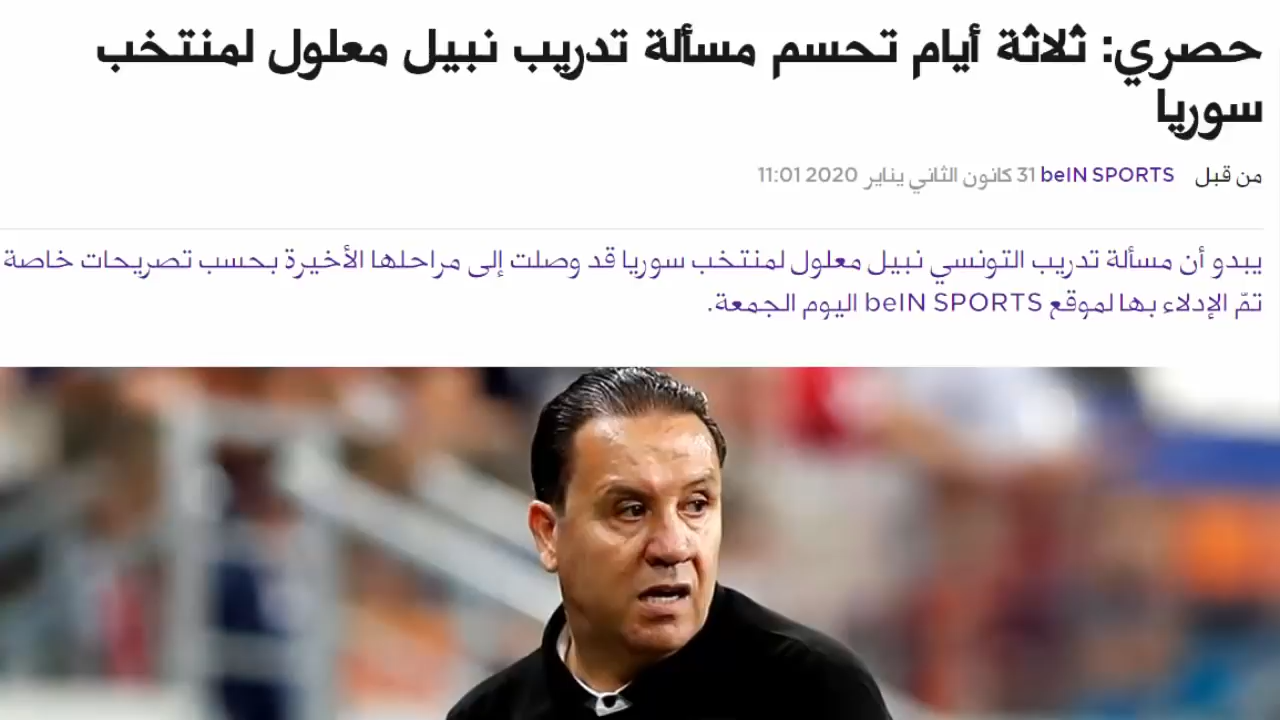 حصري: ثلاثة أيام تحسم مسألة تدريب نبيل معلول لمنتخب
سوريا
من قبل beIN SPORTS 31 كانون الثاني يناير 2020 11:01
يبدو أن مسألة تدريب التونسي نبيل معلول لمنتخب سوريا قد وصلت إلى مراحلها الأخيرة بحسب تصريحات خاصة
تمّ الإدلاء بها لموقع beIN SPORTS اليوم الجمعة.